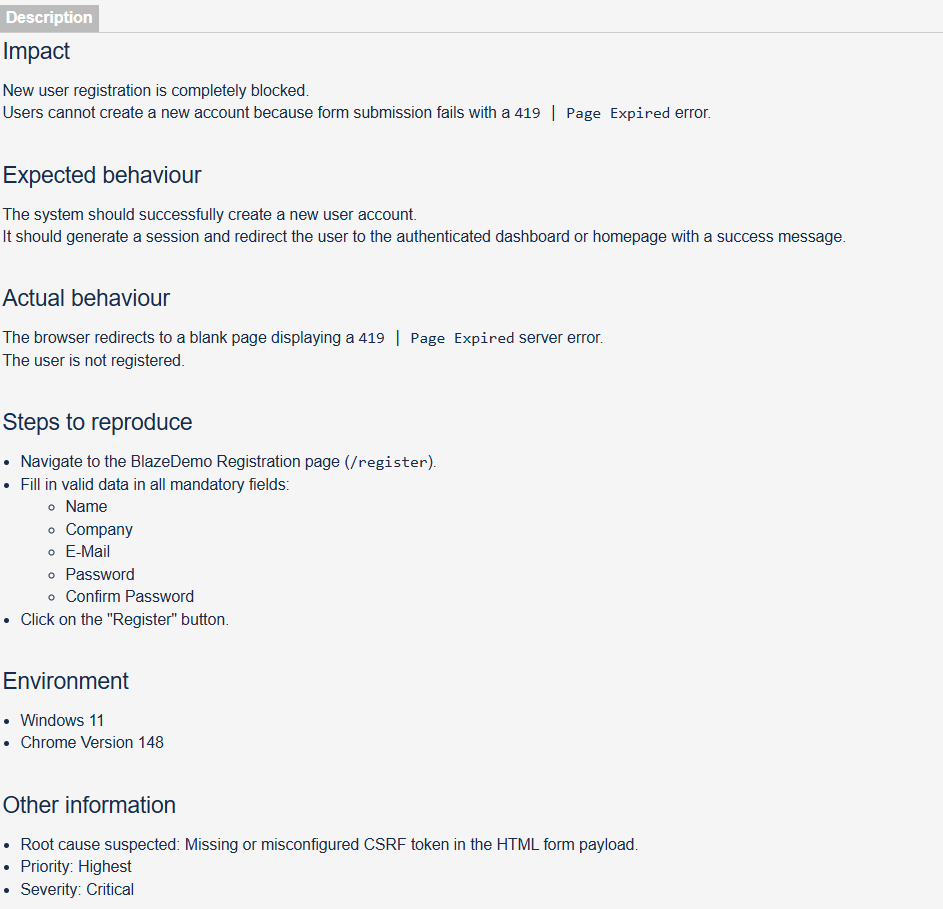 Description
Impact
New user registration is completely blocked.
Users cannot create a new account because form submission fails with a 419 | Page Expired error.
Expected behaviour
The system should successfully create a new user account.
It should generate a session and redirect the user to the authenticated dashboard or homepage with a success message.
Actual behaviour
The browser redirects to a blank page displaying a 419 | Page Expired server error.
The user is not registered.
Steps to reproduce
• Navigate to the BlazeDemo Registration page (/register).
• Fill in valid data in all mandatory fields:
◦ Name
◦ Company
◦ E-Mail
◦ Password
◦ Confirm Password
• Click on the "Register" button.
Environment
• Windows 11
• Chrome Version 148
Other information
• Root cause suspected: Missing or misconfigured CSRF token in the HTML form payload.
• Priority: Highest
• Severity: Critical